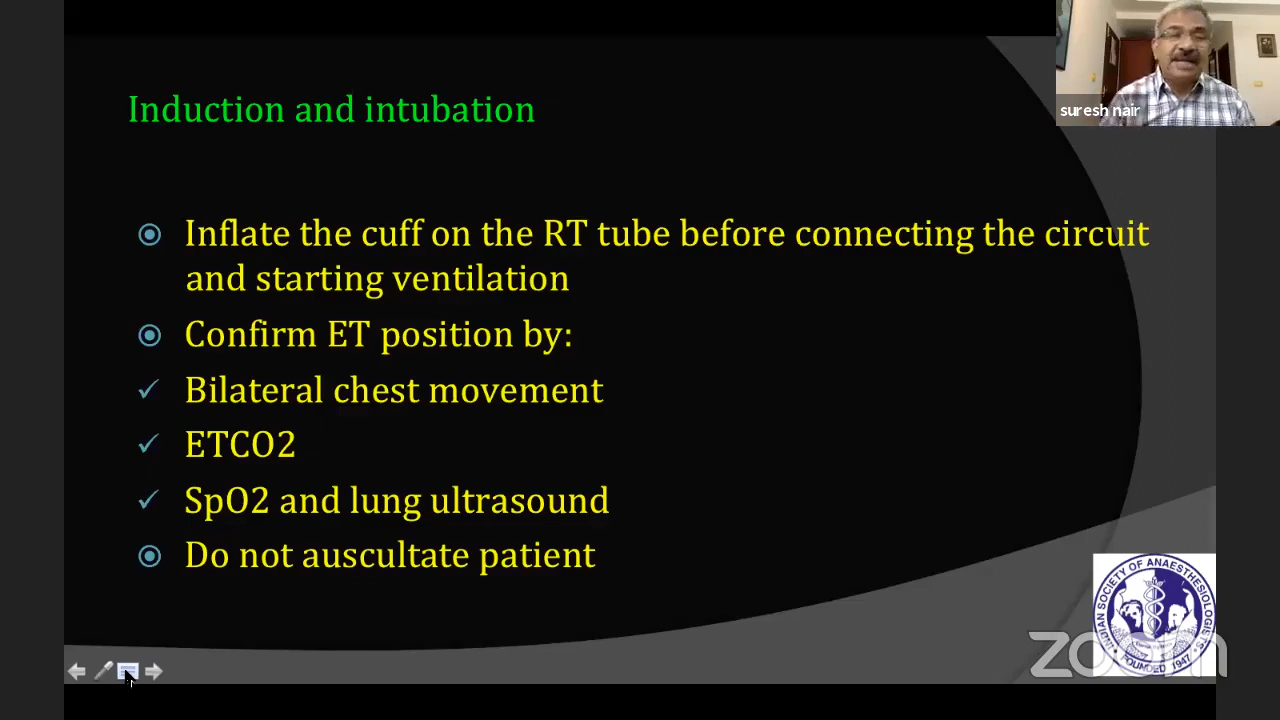 suresh nair
Induction and intubation
Inflate the cuff on the RT tube before connecting the circuit
and starting ventilation
Confirm ET position by:
Bilateral chest movement
ETCO2
SpO2 and lung ultrasound
Do not auscultate patient
INDIAN SOCIETY OF ANAESTHESIOLOGISTS
FOUNDED 1947
zoom